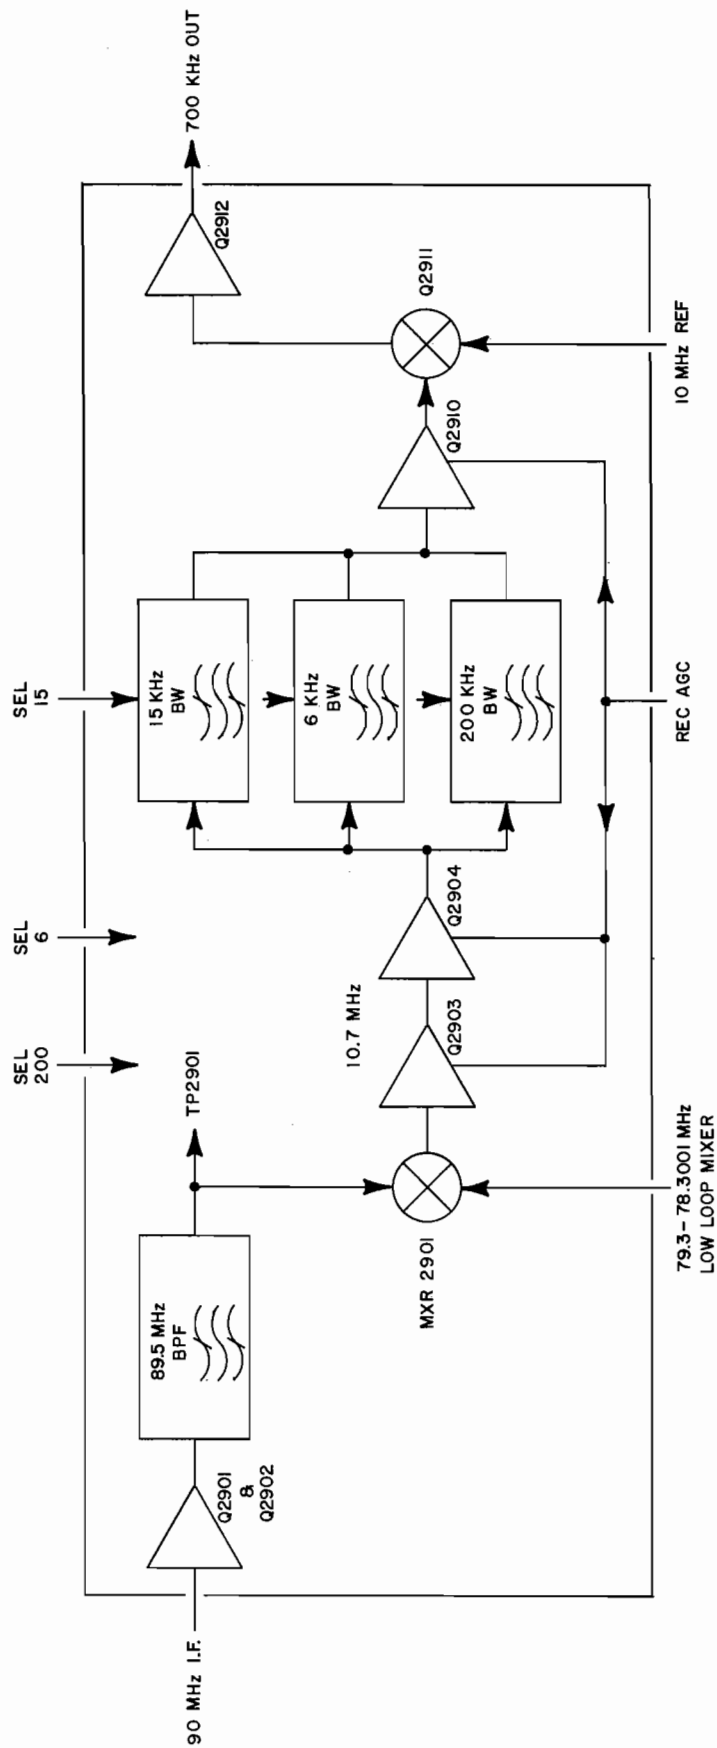 SEL
200
SEL
6
SEL
15
90 MHz I.F.
Q2901
&
Q2902
89.5 MHz
BPF
TP2901
MXR 2901
79.3-78.3001 MHz
LOW LOOP MIXER
10.7 MHz
Q2903
Q2904
15 KHz
BW
6 KHz
BW
200 KHz
BW
REC AGC
Q2910
Q2911
10 MHz REF
Q2912
700 KHz OUT